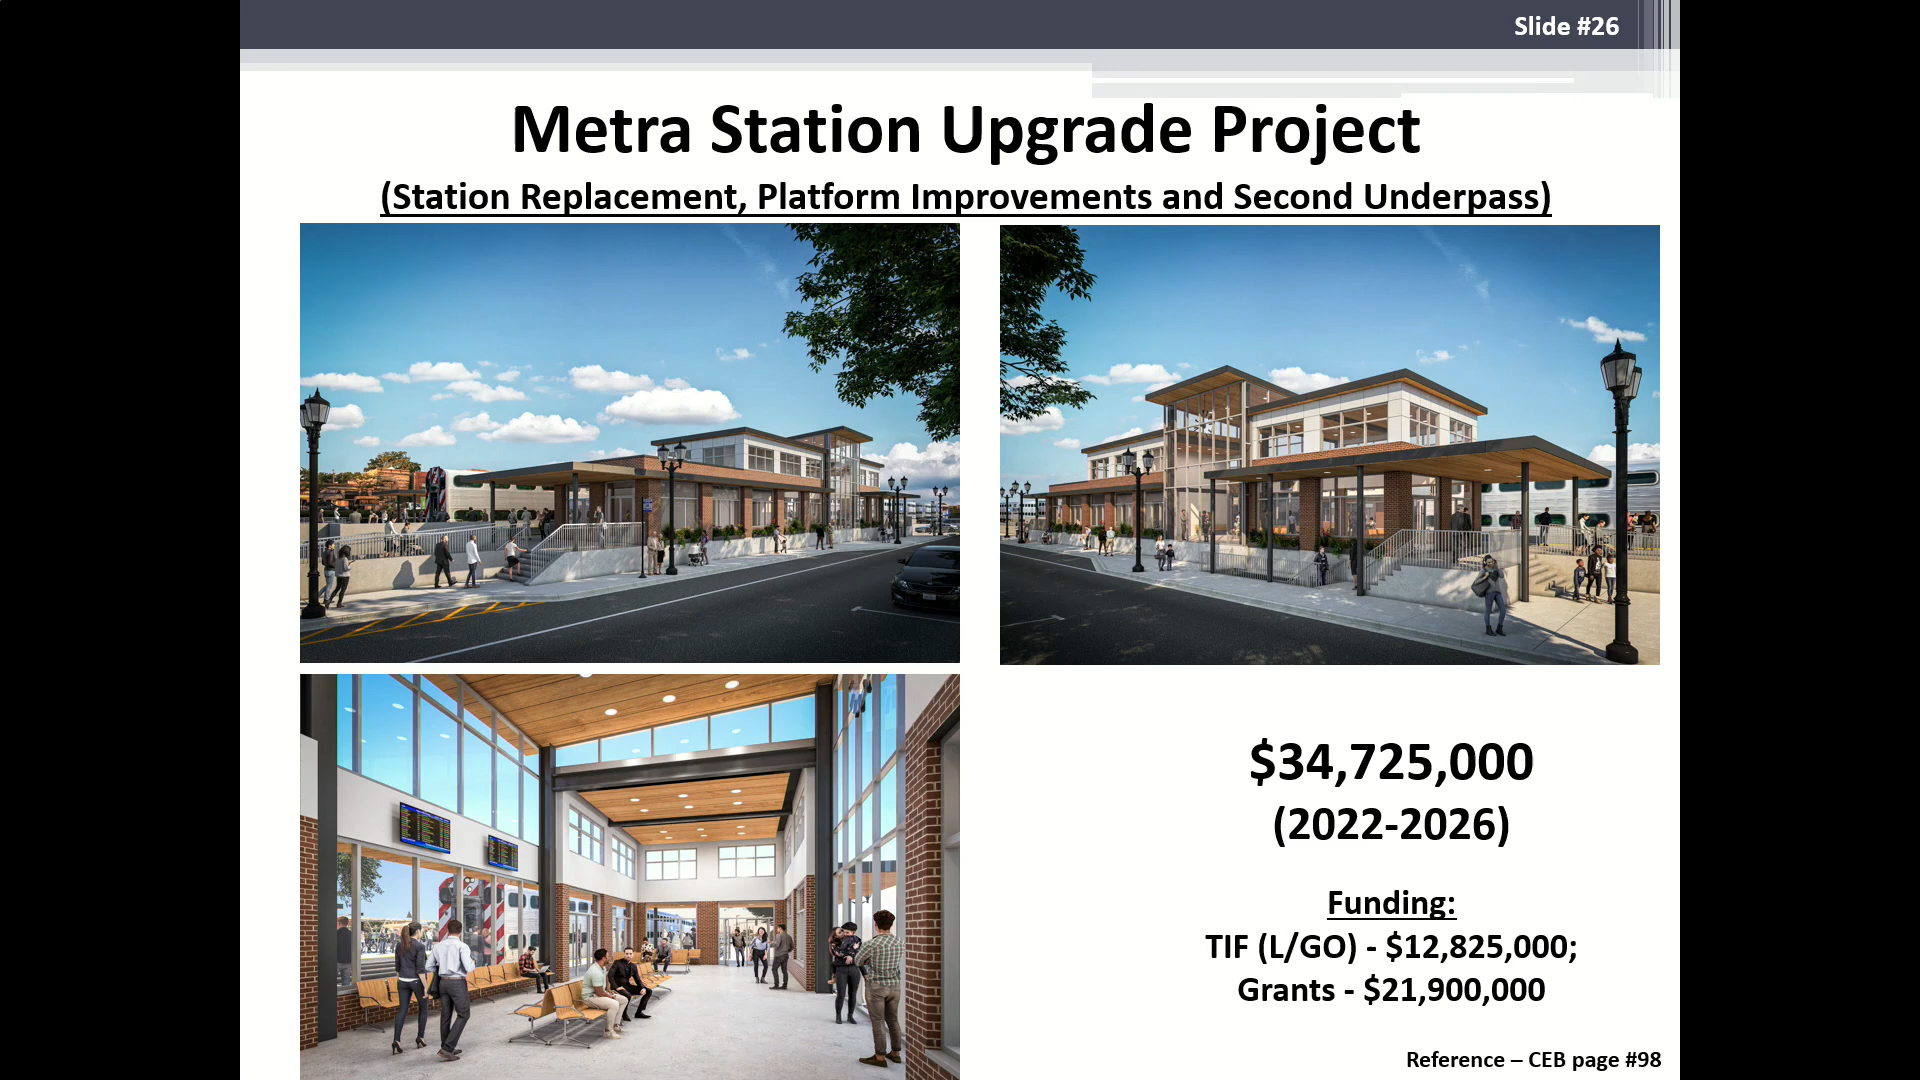 Slide #26
Metra Station Upgrade Project
(Station Replacement, Platform Improvements and Second Underpass)
$34,725,000
(2022-2026)
Funding:
TIF (L/GO) - $12,825,000;
Grants - $21,900,000
Reference – CEB page #98